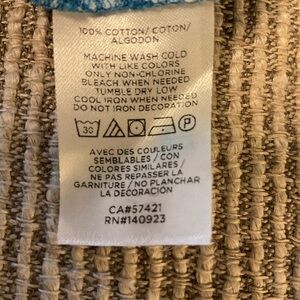 100% COTTON/ COTON/
ALGODON
MACHINE WASH COLD
WITH LIKE COLORS
ONLY NON-CHLORINE
BLEACH WHEN NEEDED
TUMBLE DRY LOW
COOL IRON WHEN NEEDED
DO NOT IRON DECORATION
30 P
AVEC DES COULEURS
SEMBLABLES / CON
COLORES SIMILARES /
NE PAS REPASSER LA
GARNITURE / NO PLANCHAR
LA DECORACION
CA#57421
RN#140923